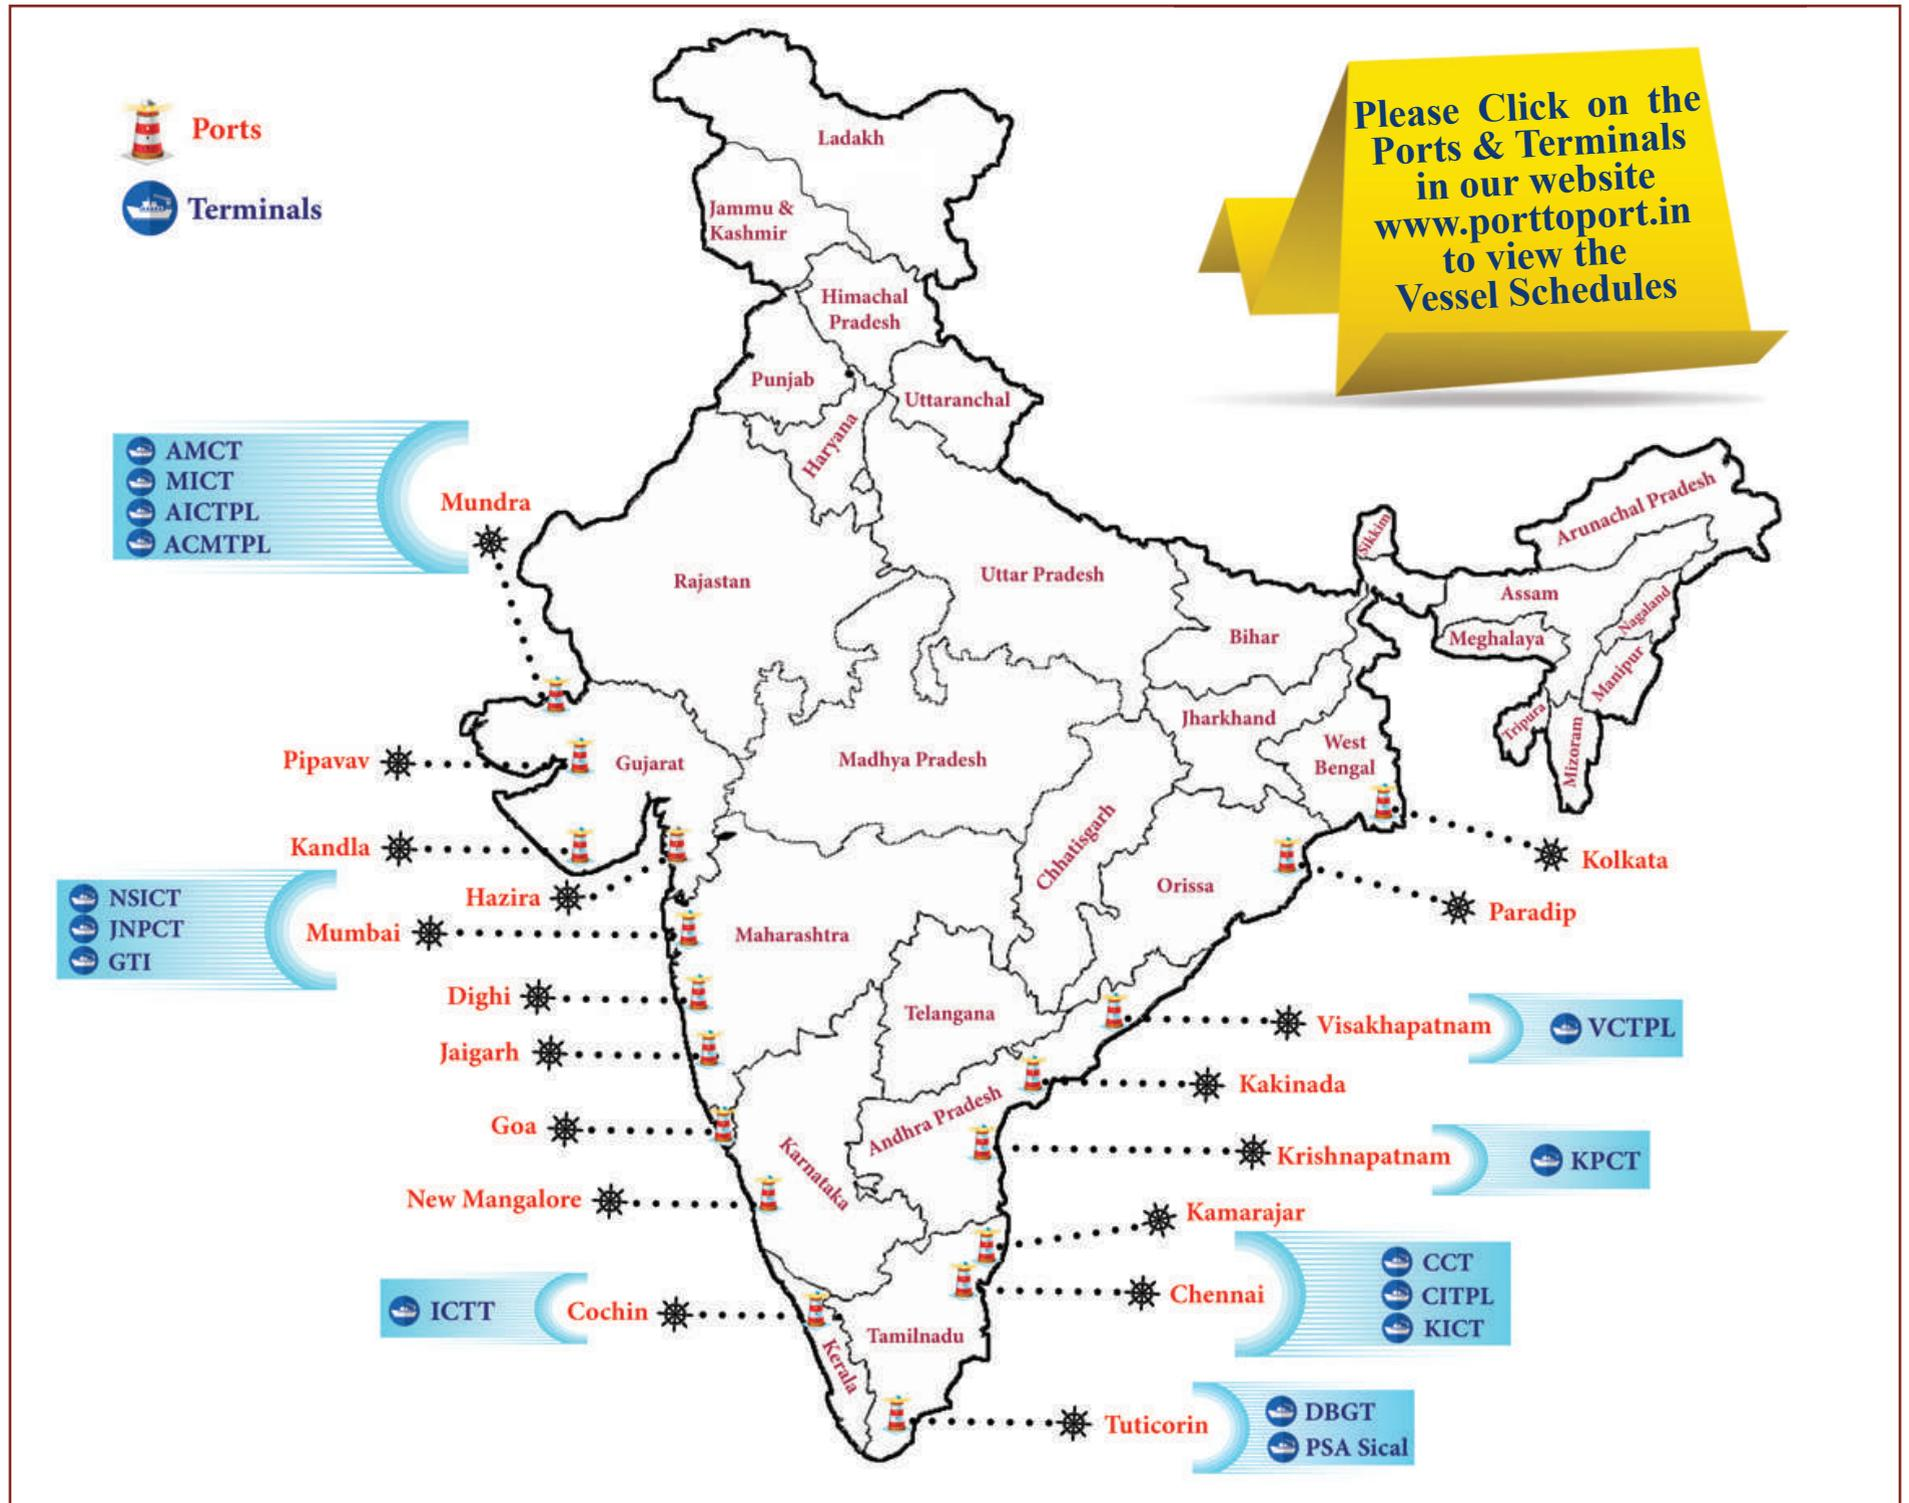 Ports
Terminals
Please Click on the
Ports & Terminals
in our website
www.porttoport.in
to view the
Vessel Schedules
Ladakh
Jammu &
Kashmir
Himachal
Pradesh
Punjab
Uttaranchal
Haryana
Rajastan
Uttar Pradesh
Bihar
Sikkim
Arunachal Pradesh
Assam
Nagaland
Meghalaya
Manipur
Tripura
Mizoram
Jharkhand
West
Bengal
Gujarat
Madhya Pradesh
Chhatisgarh
Orissa
Maharashtra
Telangana
Andhra Pradesh
Karnataka
Tamilnadu
Kerala
AMCT
MICT
AICTPL
ACMTPL
Mundra
Pipavav
Kandla
Hazira
NSICT
JNPCT
GTI
Mumbai
Dighi
Jaigarh
Goa
New Mangalore
ICTT
Cochin
Kolkata
Paradip
Visakhapatnam
VCTPL
Kakinada
Krishnapatnam
KPCT
Kamarajar
Chennai
CCT
CITPL
KICT
Tuticorin
DBGT
PSA Sical